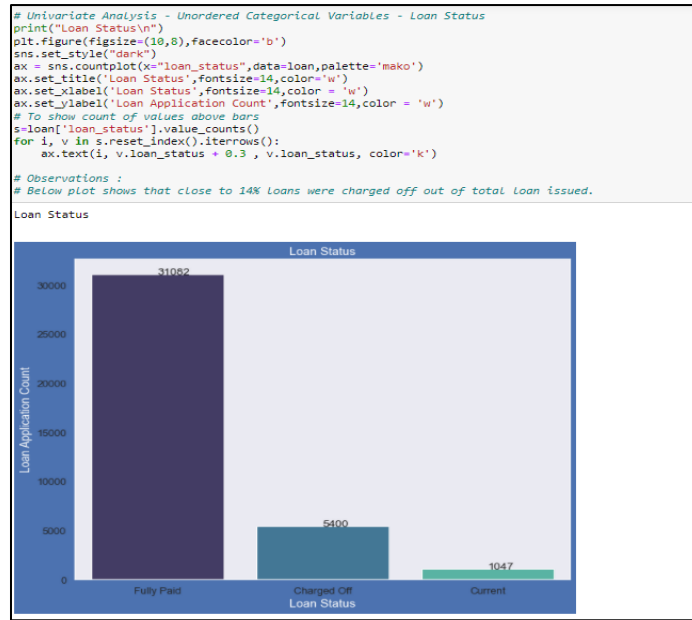 # Univariate Analysis - Unordered Categorical Variables - Loan Status
print("Loan Status\n")
plt.figure(figsize=(10,8),facecolor='b')
sns.set_style("dark")
ax = sns.countplot(x="loan_status",data=loan,palette='mako')
ax.set_title('Loan Status',fontsize=14,color='w')
ax.set_xlabel('Loan Status',fontsize=14,color = 'w')
ax.set_ylabel('Loan Application Count',fontsize=14,color = 'w')
# To show count of values above bars
s=loan['loan_status'].value_counts()
for i, v in s.reset_index().iterrows():
    ax.text(i, v.loan_status + 0.3 , v.loan_status, color='k')
# Observations :
# Below plot shows that close to 14% loans were charged off out of total loan issued.
Loan Status
Loan Status
31082
30000
25000
20000
15000
10000
5000
0
Loan Application Count
5400
1047
Fully Paid
Charged Off
Current
Loan Status